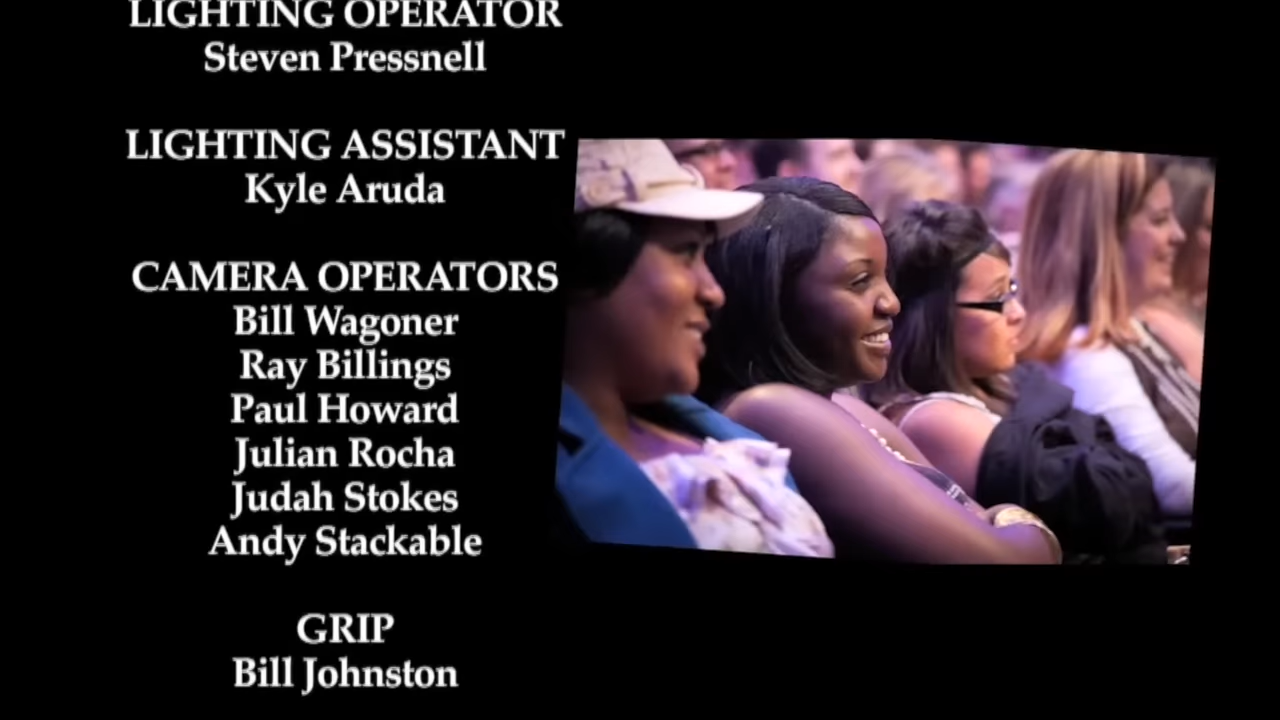 LIGHTING OPERATOR
Steven Pressnell
LIGHTING ASSISTANT
Kyle Aruda
CAMERA OPERATORS
Bill Wagoner
Ray Billings
Paul Howard
Julian Rocha
Judah Stokes
Andy Stackable
GRIP
Bill Johnston